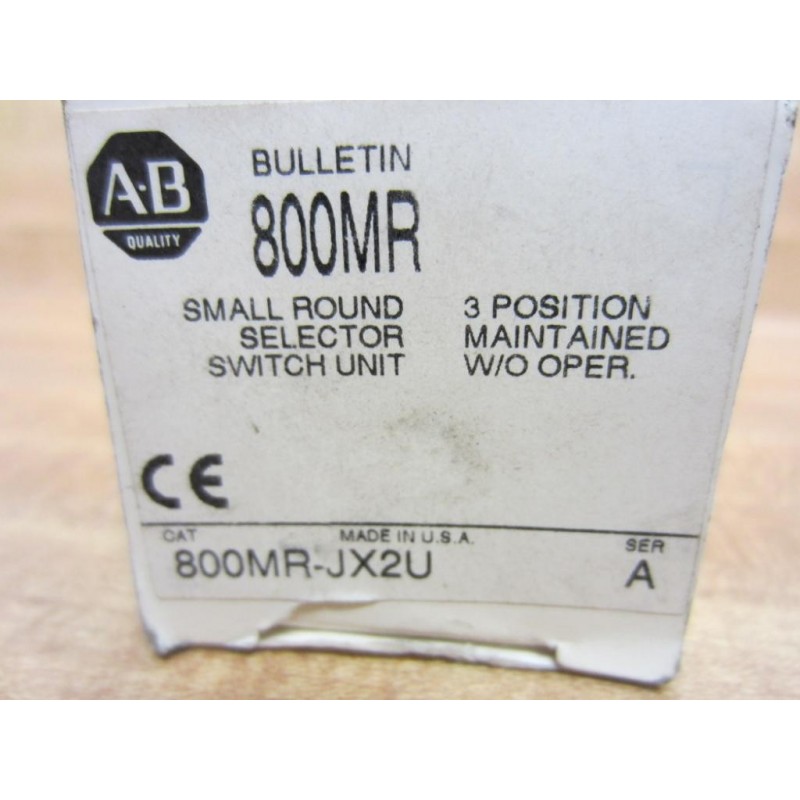 A·B
QUALITY
BULLETIN
800MR
SMALL ROUND
SELECTOR
SWITCH UNIT
3 POSITION
MAINTAINED
W/O OPER.
CE
CAT
MADE IN U.S.A.
SER
800MR-JX2U
A